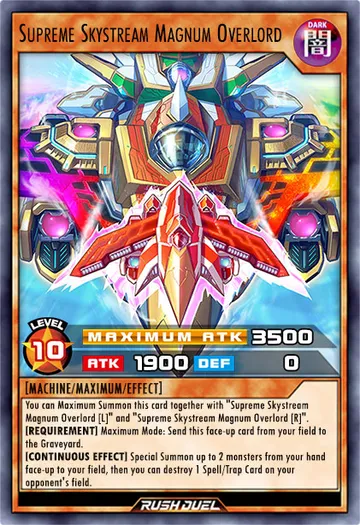 Supreme Skystream Magnum Overlord
DARK
闇
LEVEL
10
MAXIMUM ATK 3500
ATK 1900 DEF 0
[MACHINE/MAXIMUM/EFFECT]
You can Maximum Summon this card together with "Supreme Skystream
Magnum Overlord [L]" and "Supreme Skystream Magnum Overlord [R]".
[REQUIREMENT] Maximum Mode: Send this face-up card from your field to
the Graveyard.
[CONTINUOUS EFFECT] Special Summon up to 2 monsters from your hand
face-up to your field, then you can destroy 1 Spell/Trap Card on your
opponent's field.
RUSH DUEL